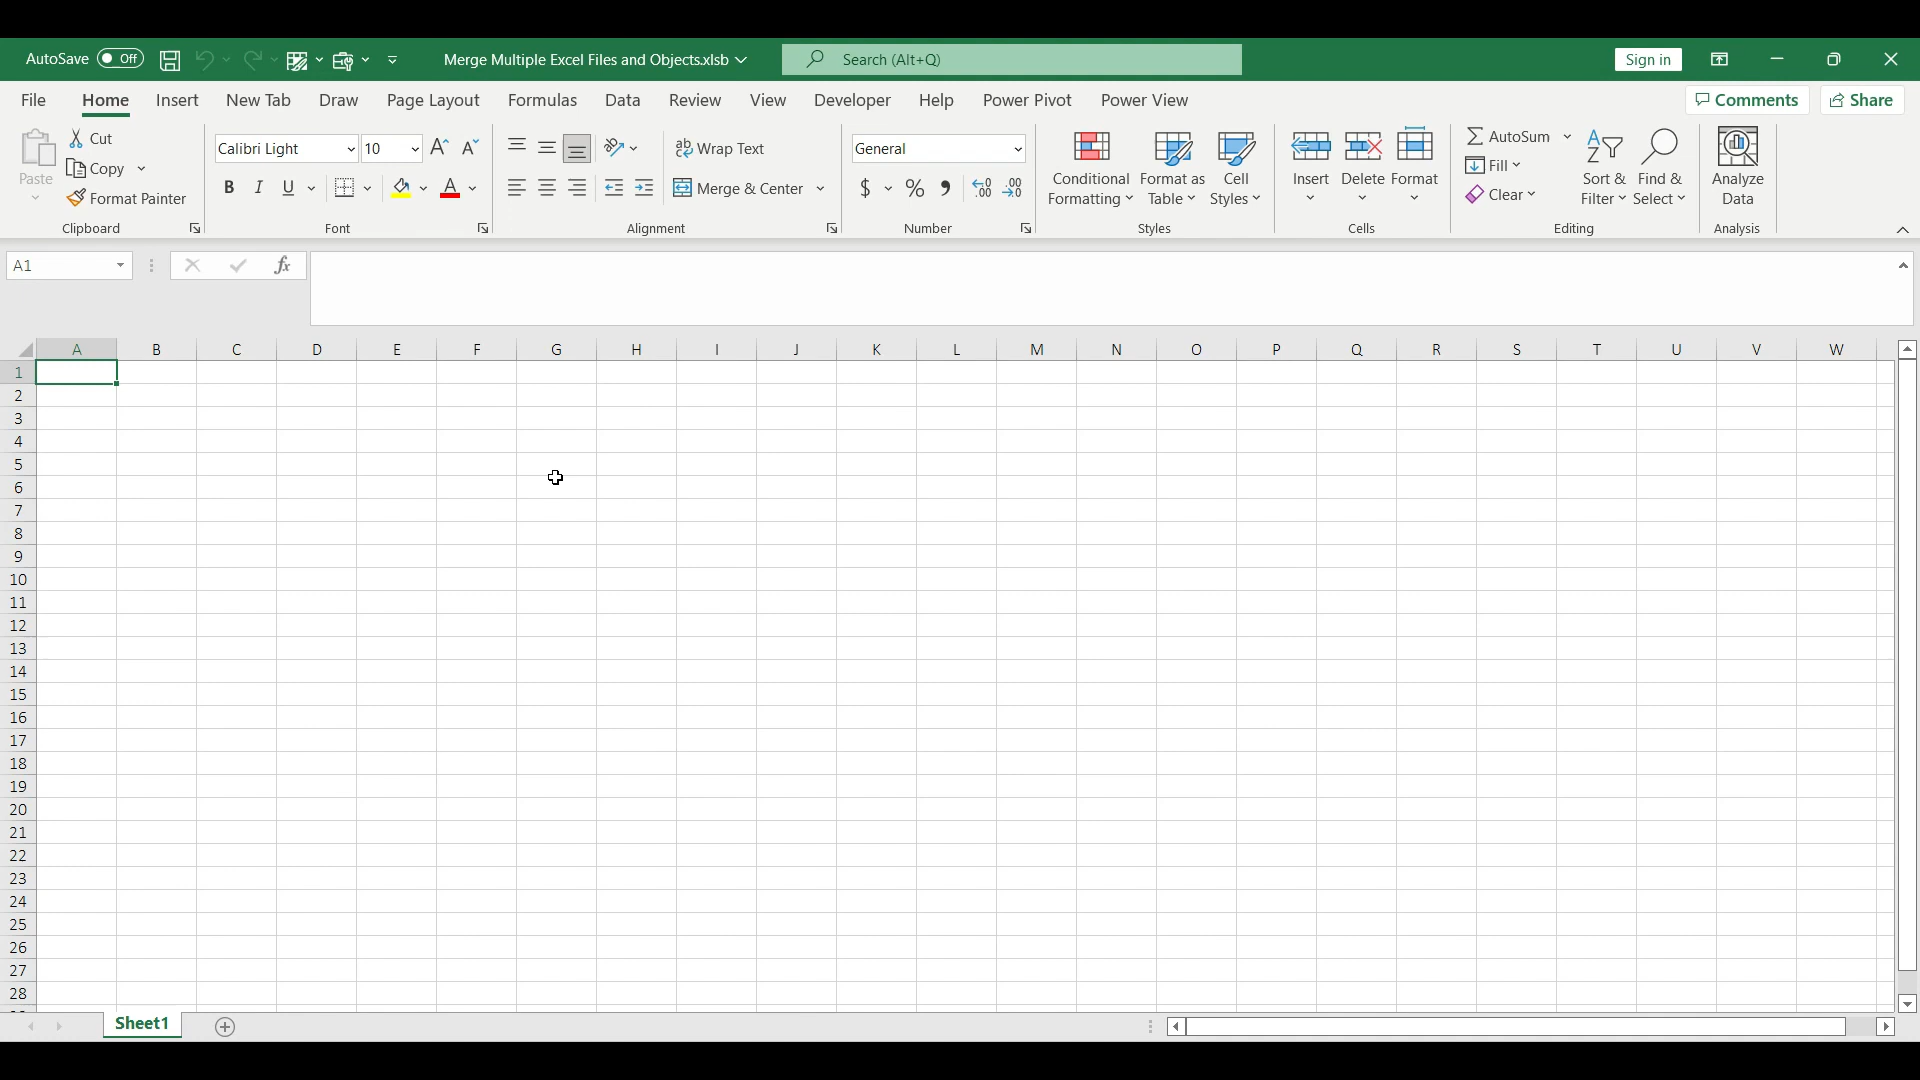 AutoSave Off Merge Multiple Excel Files and Objects.xlsb Search (Alt+Q) Sign in
File Home Insert New Tab Draw Page Layout Formulas Data Review View Developer Help Power Pivot Power View Comments Share
Paste Cut Copy Format Painter
Calibri Light 10 A A
B I U A
ab Wrap Text
Merge & Center
General
$ % 9 .00 .00
Conditional Formatting Format as Table Cell Styles
Insert Delete Format
AutoSum Fill Clear
Sort & Filter Find & Select
Analyze Data
Clipboard Font Alignment Number Styles Cells Editing Analysis
A1 fx
A B C D E F G H I J K L M N O P Q R S T U V W
1
2
3
4
5
6
7
8
9
10
11
12
13
14
15
16
17
18
19
20
21
22
23
24
25
26
27
28
Sheet1